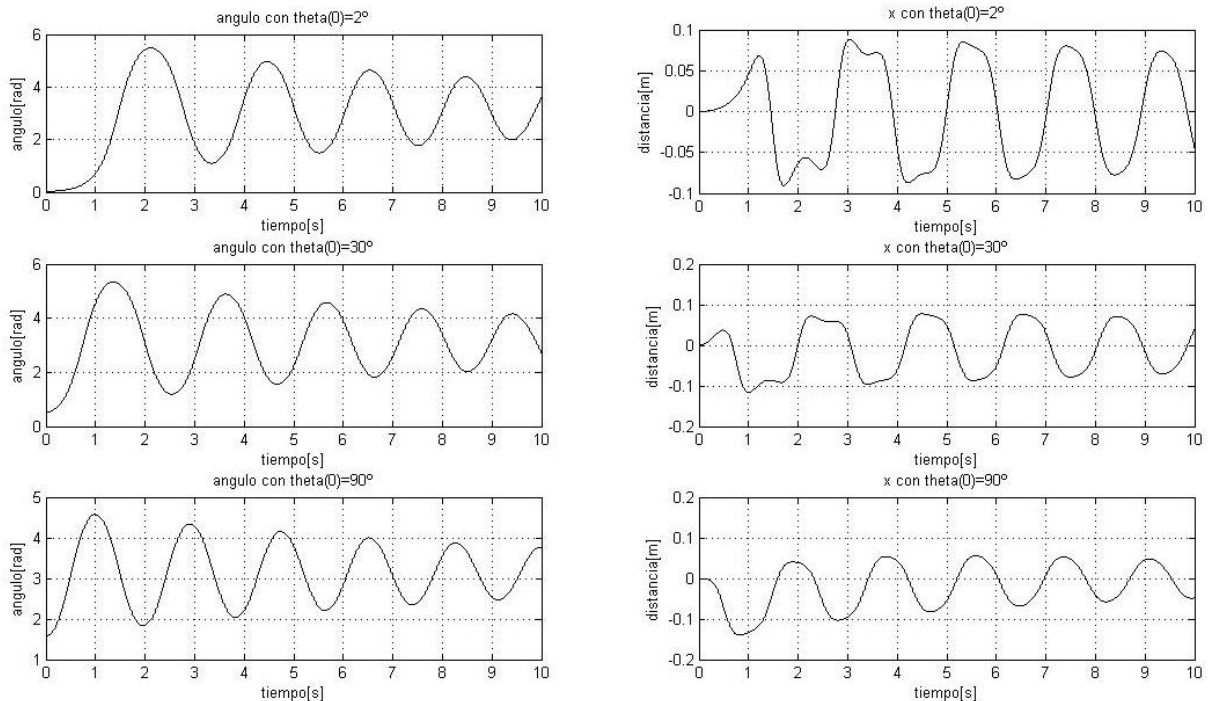 angulo con theta(0)=2º
6
4
2
0
angulo[rad]
0 1 2 3 4 5 6 7 8 9 10
tiempo[s]
x con theta(0)=2º
0.1
0.05
0
-0.05
-0.1
distancia[m]
0 1 2 3 4 5 6 7 8 9 10
tiempo[s]
angulo con theta(0)=30º
6
4
2
0
angulo[rad]
0 1 2 3 4 5 6 7 8 9 10
tiempo[s]
x con theta(0)=30º
0.2
0.1
0
-0.1
-0.2
distancia[m]
0 1 2 3 4 5 6 7 8 9 10
tiempo[s]
angulo con theta(0)=90º
5
4
3
2
1
angulo[rad]
0 1 2 3 4 5 6 7 8 9 10
tiempo[s]
x con theta(0)=90º
0.2
0.1
0
-0.1
-0.2
distancia[m]
0 1 2 3 4 5 6 7 8 9 10
tiempo[s]